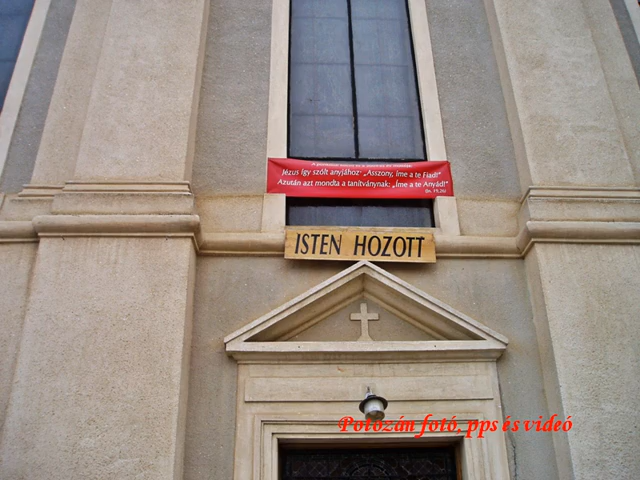 Jézus így szólt anyjához: „Asszony, íme a te Fiad!"
Azután azt mondta a tanítványnak: „Íme a te Anyád!"
ISTEN HOZOTT
Potozán fotó, pps és videó